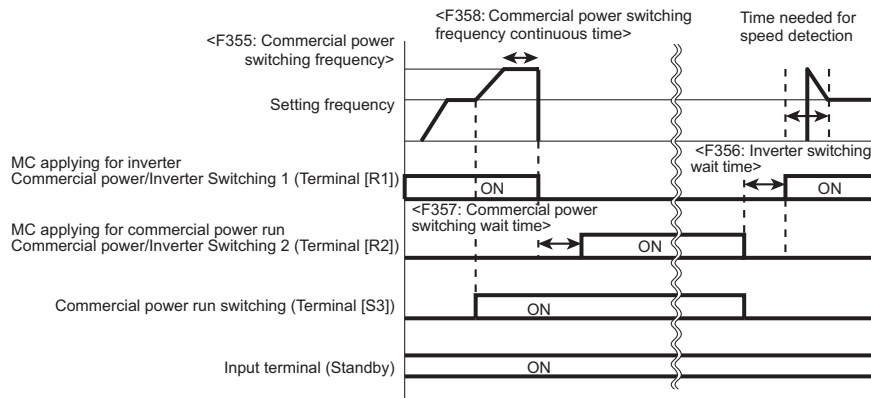 <F358: Commercial power switching
frequency continuous time>
Time needed for
speed detection
<F355: Commercial power
switching frequency>
Setting frequency
<F356: Inverter switching
wait time>
MC applying for inverter
Commercial power/Inverter Switching 1 (Terminal [R1])
ON
ON
<F357: Commercial power
switching wait time>
MC applying for commercial power run
Commercial power/Inverter Switching 2 (Terminal [R2])
ON
Commercial power run switching (Terminal [S3])
ON
Input terminal (Standby)
ON